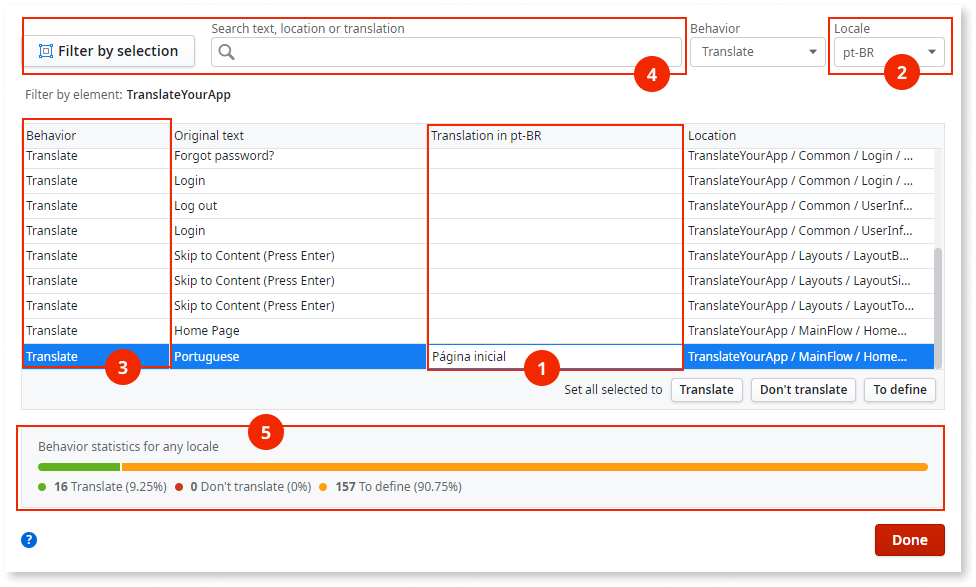 Search text, location or translation
Behavior
Locale
Filter by selection
Translate
pt-BR
4
2
Filter by element: TranslateYourApp
Behavior Original text Translation in pt-BR Location
Translate Forgot password? TranslateYourApp / Common / Login / ...
Translate Login TranslateYourApp / Common / Login / ...
Translate Log out TranslateYourApp / Common / UserInf...
Translate Login TranslateYourApp / Common / UserInf...
Translate Skip to Content (Press Enter) TranslateYourApp / Layouts / LayoutB...
Translate Skip to Content (Press Enter) TranslateYourApp / Layouts / LayoutSi...
Translate Skip to Content (Press Enter) TranslateYourApp / Layouts / LayoutTo...
Translate Home Page TranslateYourApp / MainFlow / Home...
Translate Portuguese Página inicial TranslateYourApp / MainFlow / Home...
3
1
Set all selected to Translate Don't translate To define
5
Behavior statistics for any locale
16 Translate (9.25%) 0 Don't translate (0%) 157 To define (90.75%)
?
Done